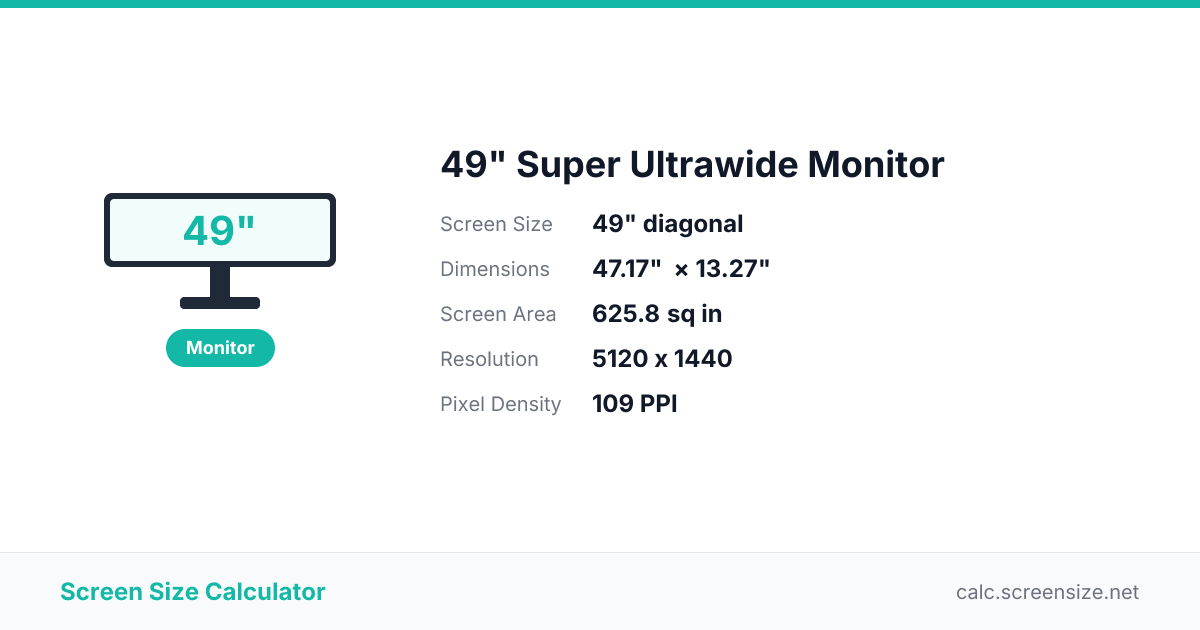 49" Super Ultrawide Monitor
49"
Monitor
Screen Size 49" diagonal
Dimensions 47.17" × 13.27"
Screen Area 625.8 sq in
Resolution 5120 x 1440
Pixel Density 109 PPI
Screen Size Calculator
calc.screensize.net